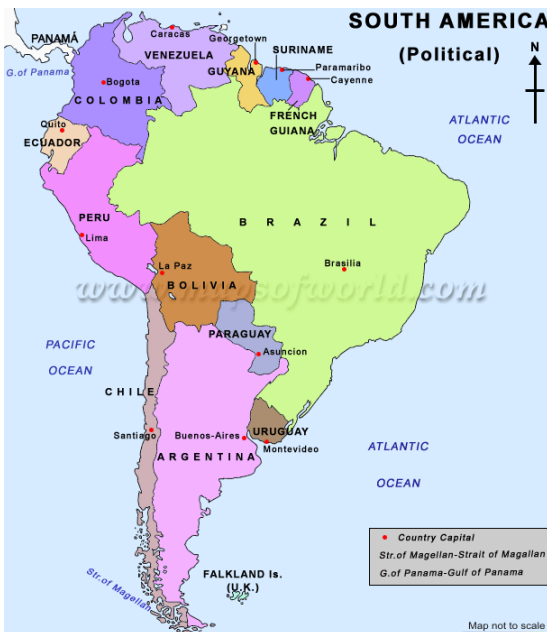 SOUTH AMERICA
(Political)
N
PANAMÁ
G.of Panama
Caracas
Georgetown
VENEZUELA
SURINAME
GUYANA
Paramaribo
Cayenne
Bogota
COLOMBIA
FRENCH
GUIANA
ATLANTIC
OCEAN
Quito
ECUADOR
PERU
Lima
BRAZIL
Brasilia
La Paz
BOLIVIA
www.mapsofworld.com
PARAGUAY
Asuncion
PACIFIC
OCEAN
CHILE
Santiago
Buenos-Aires
URUGUAY
Montevideo
ARGENTINA
ATLANTIC
OCEAN
Country Capital
Str.of Magellan-Strait of Magallan
G.of Panama-Gulf of Panama
Str.of Magellan
FALKLAND Is.
(U.K.)
Map not to scale